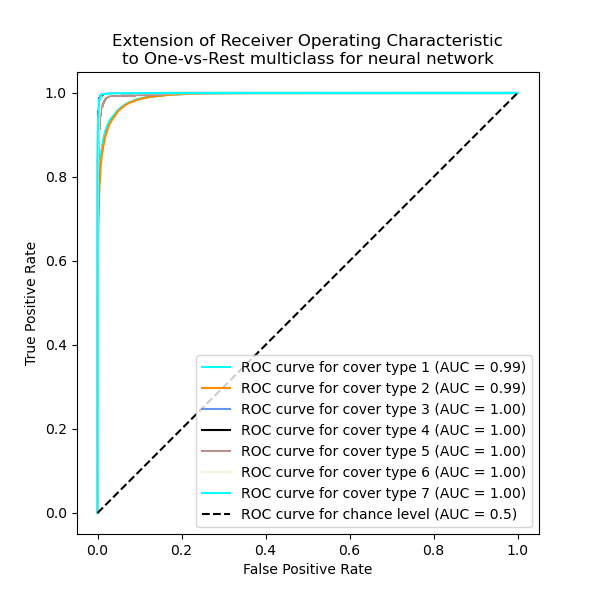 Extension of Receiver Operating Characteristic
to One-vs-Rest multiclass for neural network
1.0
0.8
0.6
0.4
0.2
0.0
True Positive Rate
ROC curve for cover type 1 (AUC = 0.99)
ROC curve for cover type 2 (AUC = 0.99)
ROC curve for cover type 3 (AUC = 1.00)
ROC curve for cover type 4 (AUC = 1.00)
ROC curve for cover type 5 (AUC = 1.00)
ROC curve for cover type 6 (AUC = 1.00)
ROC curve for cover type 7 (AUC = 1.00)
ROC curve for chance level (AUC = 0.5)
0.0 0.2 0.4 0.6 0.8 1.0
False Positive Rate